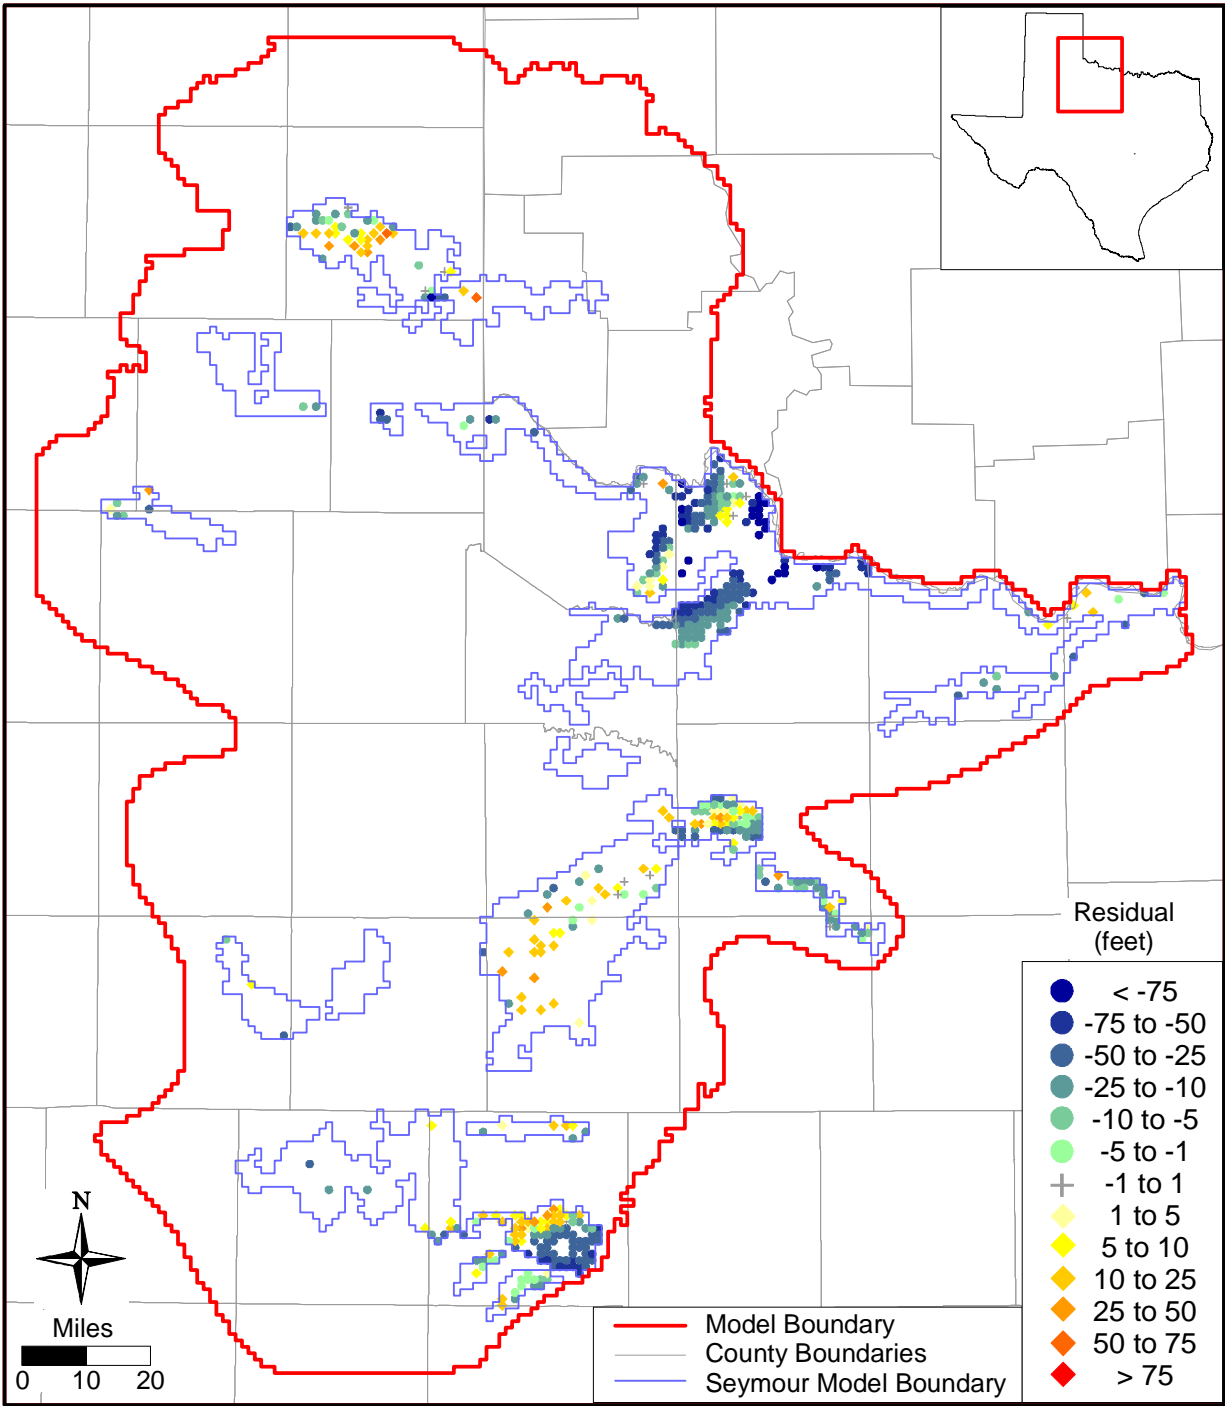 Residual
(feet)
< -75
-75 to -50
-50 to -25
-25 to -10
-10 to -5
-5 to -1
-1 to 1
1 to 5
5 to 10
10 to 25
25 to 50
50 to 75
> 75
N
Miles
0 10 20
Model Boundary
County Boundaries
Seymour Model Boundary